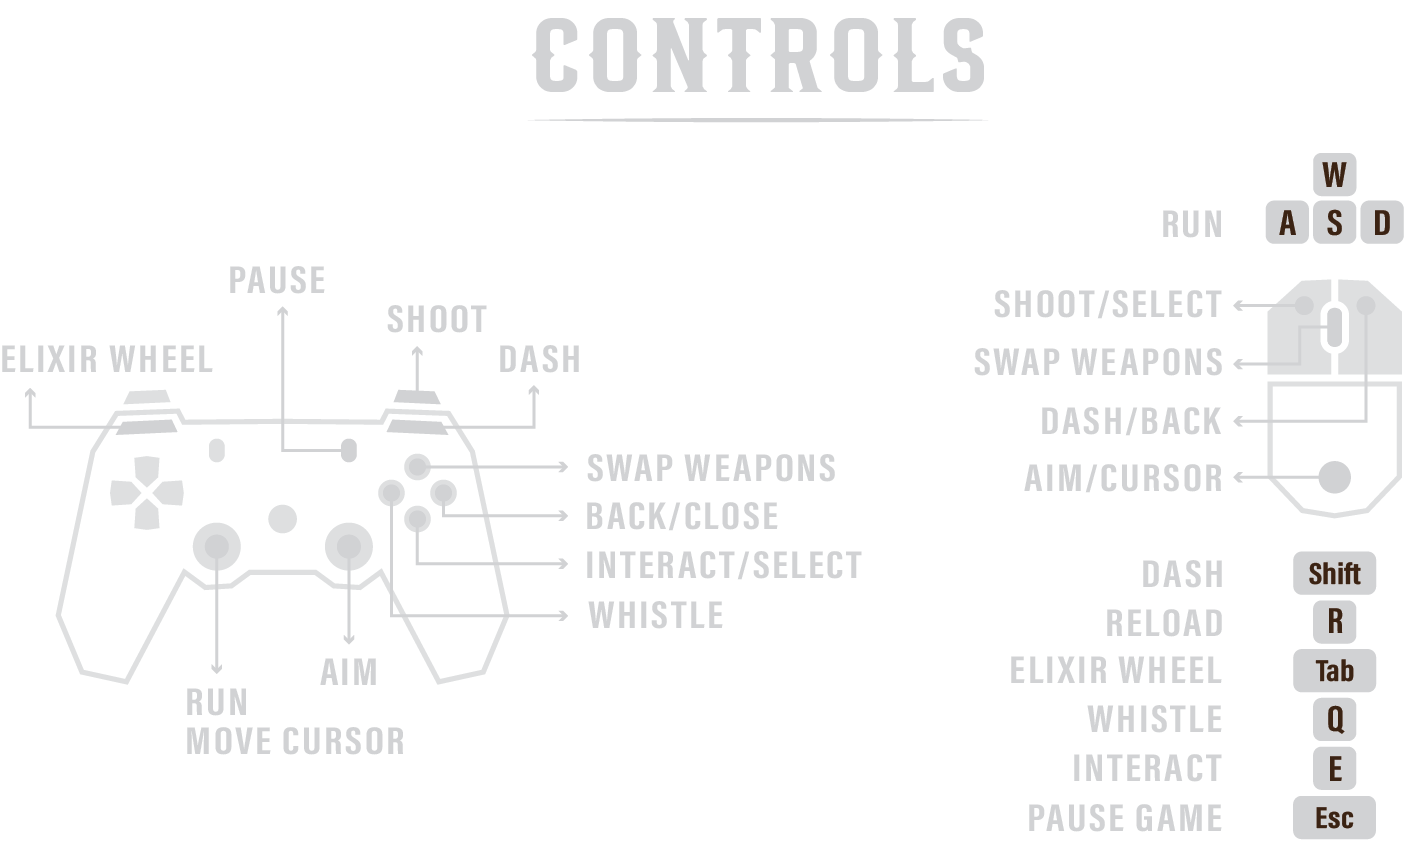 CONTROLS
PAUSE
SHOOT
ELIXIR WHEEL
DASH
SWAP WEAPONS
BACK/CLOSE
INTERACT/SELECT
WHISTLE
AIM
RUN
MOVE CURSOR
W
RUN A S D
SHOOT/SELECT
SWAP WEAPONS
DASH/BACK
AIM/CURSOR
DASH Shift
RELOAD R
ELIXIR WHEEL Tab
WHISTLE Q
INTERACT E
PAUSE GAME Esc